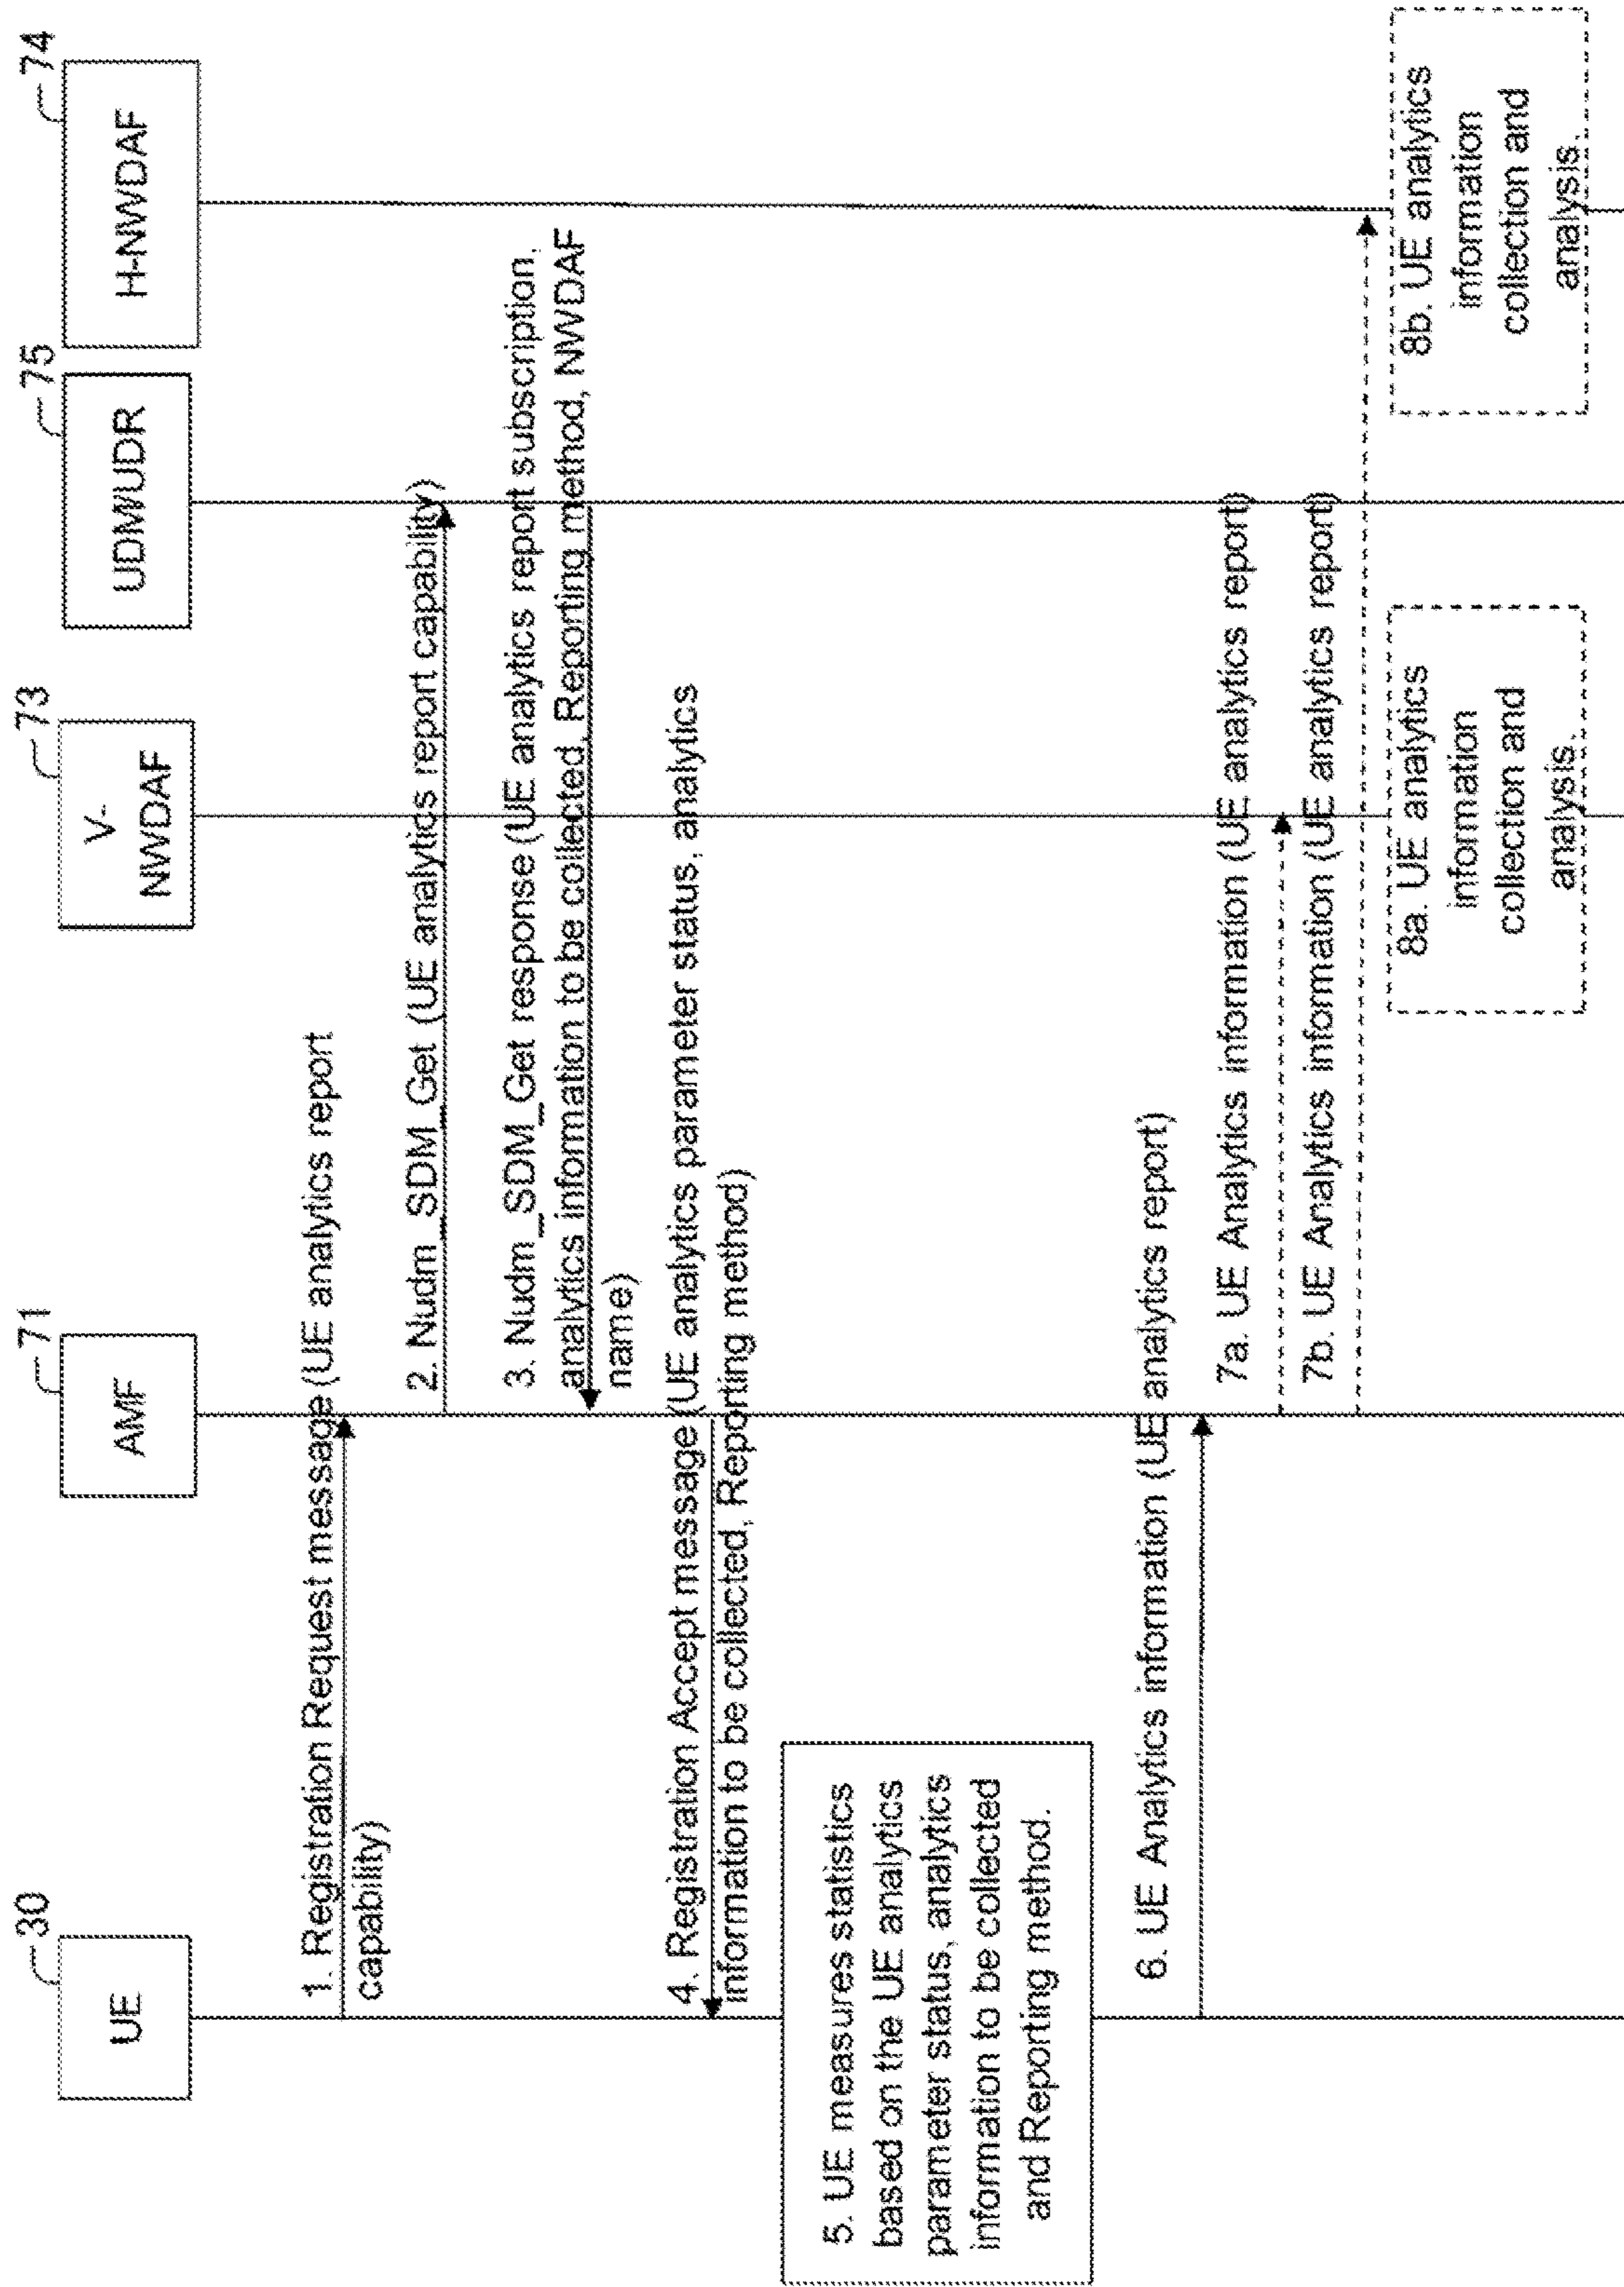 30
71
73
75
74
UE
AMF
V-
NWDAF
UDM/UDR
H-NWDAF
1. Registration Request message (UE analytics report
capability)
2. Nudm_SDM_Get (UE analytics report capability)
3. Nudm_SDM_Get response (UE analytics report subscription,
analytics information to be collected, Reporting method, NWDAF
name)
4. Registration Accept message (UE analytics parameter status, analytics
information to be collected, Reporting method)
5. UE measures statistics
based on the UE analytics
parameter status, analytics
information to be collected
and Reporting method.
6. UE Analytics information (UE analytics report)
7a. UE Analytics information (UE analytics report)
7b. UE Analytics information (UE analytics report)
8a. UE analytics
information
collection and
analysis.
8b. UE analytics
information
collection and
analysis.